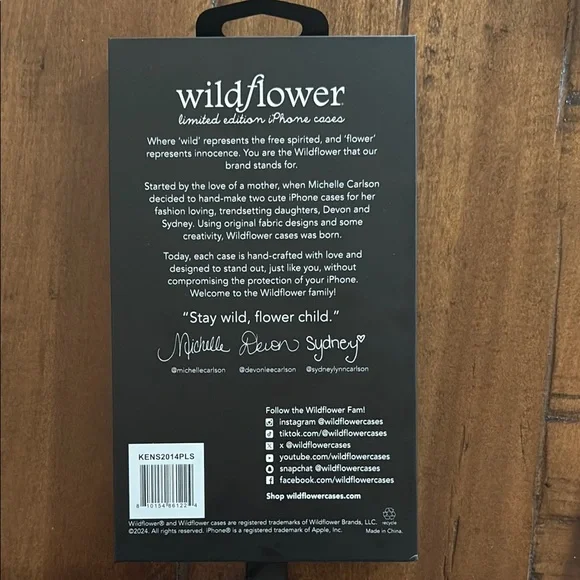 wildflower
limited edition iPhone cases
Where 'wild' represents the free spirited, and 'flower'
represents innocence. You are the Wildflower that our
brand stands for.
Started by the love of a mother, when Michelle Carlson
decided to hand-make two cute iPhone cases for her
fashion loving, trendsetting daughters, Devon and
Sydney. Using original fabric designs and some
creativity, Wildflower cases was born.
Today, each case is hand-crafted with love and
designed to stand out, just like you, without
compromising the protection of your iPhone.
Welcome to the Wildflower family!
"Stay wild, flower child."
Michelle Devon Sydney
@michellecarlson @devonleecarlson @sydneylynncarlson
Follow the Wildflower Fam!
instagram @wildflowercases
tiktok.com/@wildflowercases
x @wildflowercases
youtube.com/wildflowercases
snapchat @wildflowercases
facebook.com/wildflowercases
Shop wildflowercases.com
KENS2014PLS
8 10154 86122 4
recycle
Wildflower® and Wildflower cases are registered trademarks of Wildflower Brands, LLC.
©2024. All rights reserved. iPhone® is a registered trademark of Apple, Inc.
Made in China.